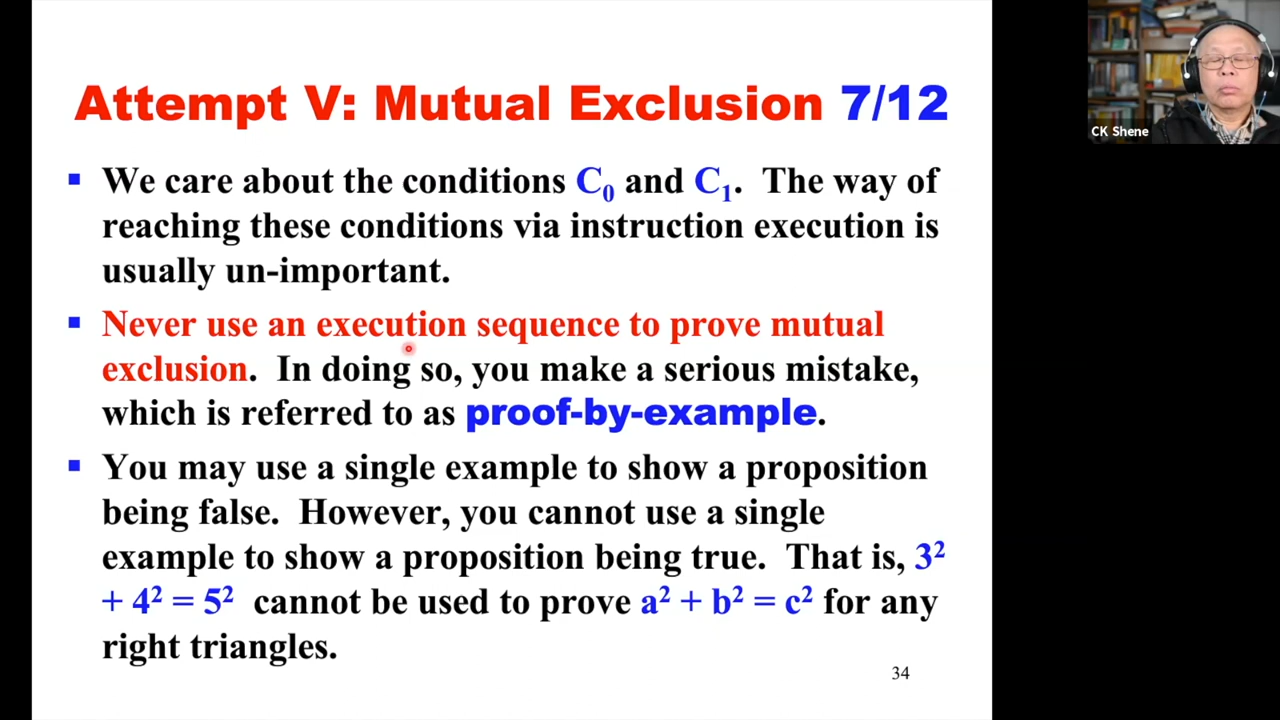 Attempt V: Mutual Exclusion 7/12
We care about the conditions C₀ and C₁. The way of
reaching these conditions via instruction execution is
usually un-important.
Never use an execution sequence to prove mutual
exclusion. In doing so, you make a serious mistake,
which is referred to as proof-by-example.
You may use a single example to show a proposition
being false. However, you cannot use a single
example to show a proposition being true. That is, 3²
+ 4² = 5² cannot be used to prove a² + b² = c² for any
right triangles.
34
CK Shene